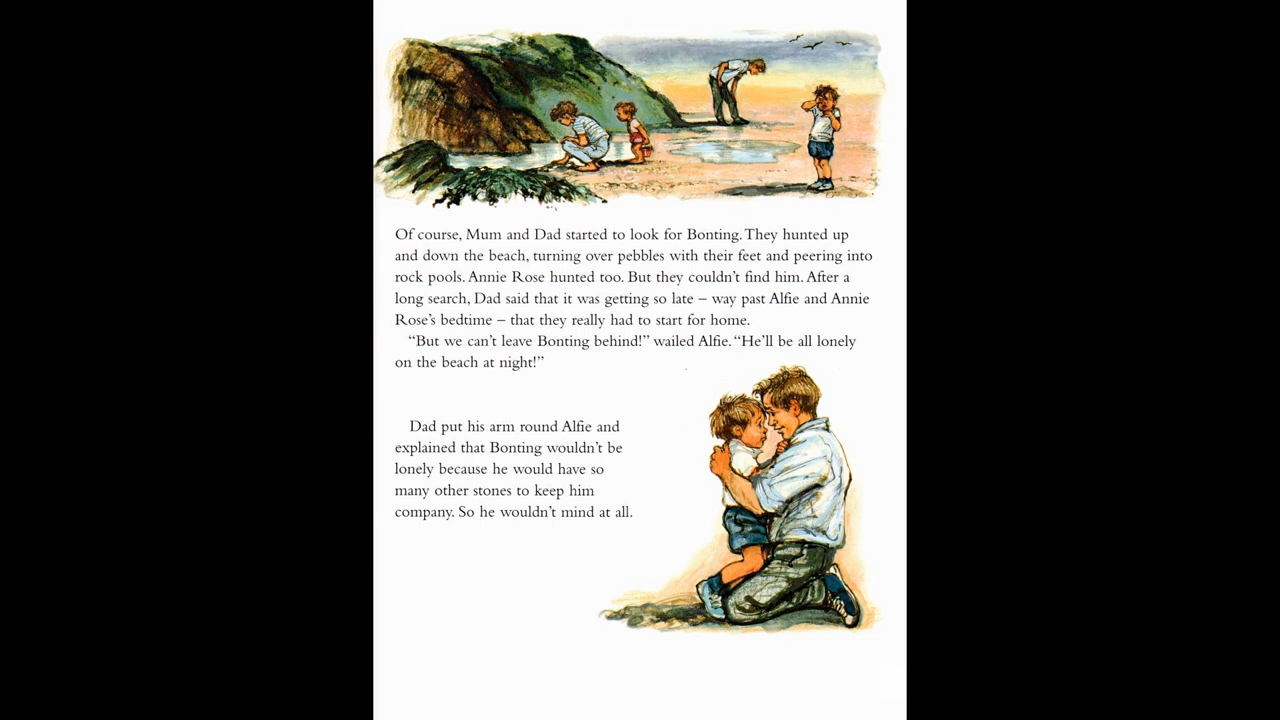 Of course, Mum and Dad started to look for Bonting. They hunted up
and down the beach, turning over pebbles with their feet and peering into
rock pools. Annie Rose hunted too. But they couldn’t find him. After a
long search, Dad said that it was getting so late – way past Alfie and Annie
Rose’s bedtime – that they really had to start for home.
“But we can’t leave Bonting behind!” wailed Alfie. “He’ll be all lonely
on the beach at night!”
Dad put his arm round Alfie and
explained that Bonting wouldn’t be
lonely because he would have so
many other stones to keep him
company. So he wouldn’t mind at all.